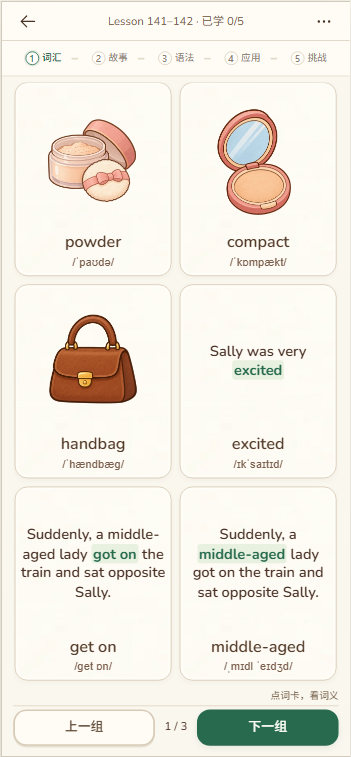 Lesson 141–142 · 已学 0/5
1 词汇 – 2 故事 – 3 语法 – 4 应用 – 5 挑战
powder
/ˈpaʊdə/
compact
/ˈkɒmpækt/
handbag
/ˈhændbæg/
Sally was very
excited
excited
/ɪkˈsaɪtɪd/
Suddenly, a middle-
aged lady got on the
train and sat opposite
Sally.
get on
/get ɒn/
Suddenly, a
middle-aged lady
got on the train and
sat opposite Sally.
middle-aged
/ˌmɪdl ˈeɪdʒd/
点词卡，看词义
上一组
1 / 3
下一组